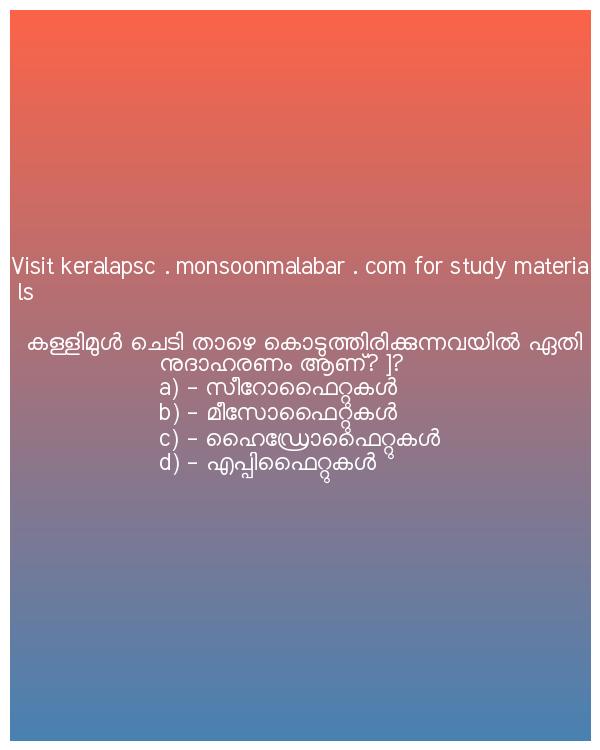 Visit keralapsc . monsoonmalabar . com for study materia
ls
കള്ളിമുൾ ചെടി താഴെ കൊടുത്തിരിക്കുന്നവയിൽ ഏതി
നുദാഹരണം ആണ്? ]?
a) - സീറോഫൈറ്റുകൾ
b) - മീസോഫൈറ്റുകൾ
c) - ഹൈഡ്രോഫൈറ്റുകൾ
d) - എപ്പിഫൈറ്റുകൾ